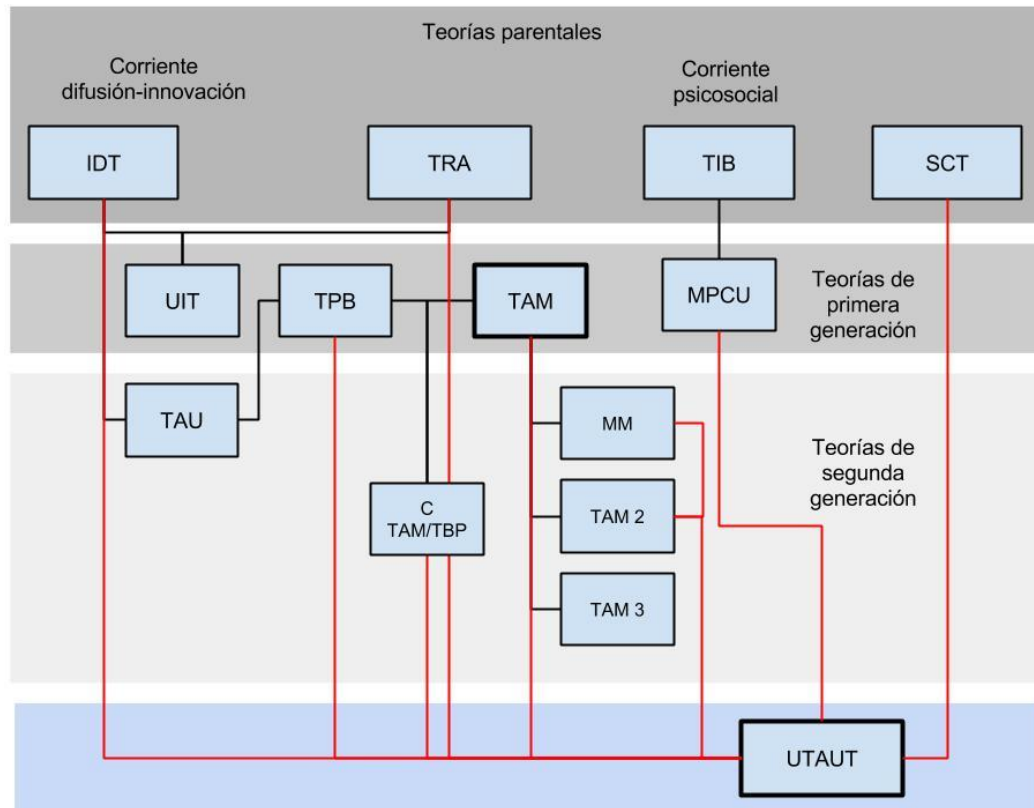 Teorías parentales
Corriente
difusión-innovación
Corriente
psicosocial
IDT
TRA
TIB
SCT
UIT
TPB
TAM
MPCU
Teorías de
primera
generación
TAU
MM
C
TAM/TBP
TAM 2
TAM 3
Teorías de
segunda
generación
UTAUT